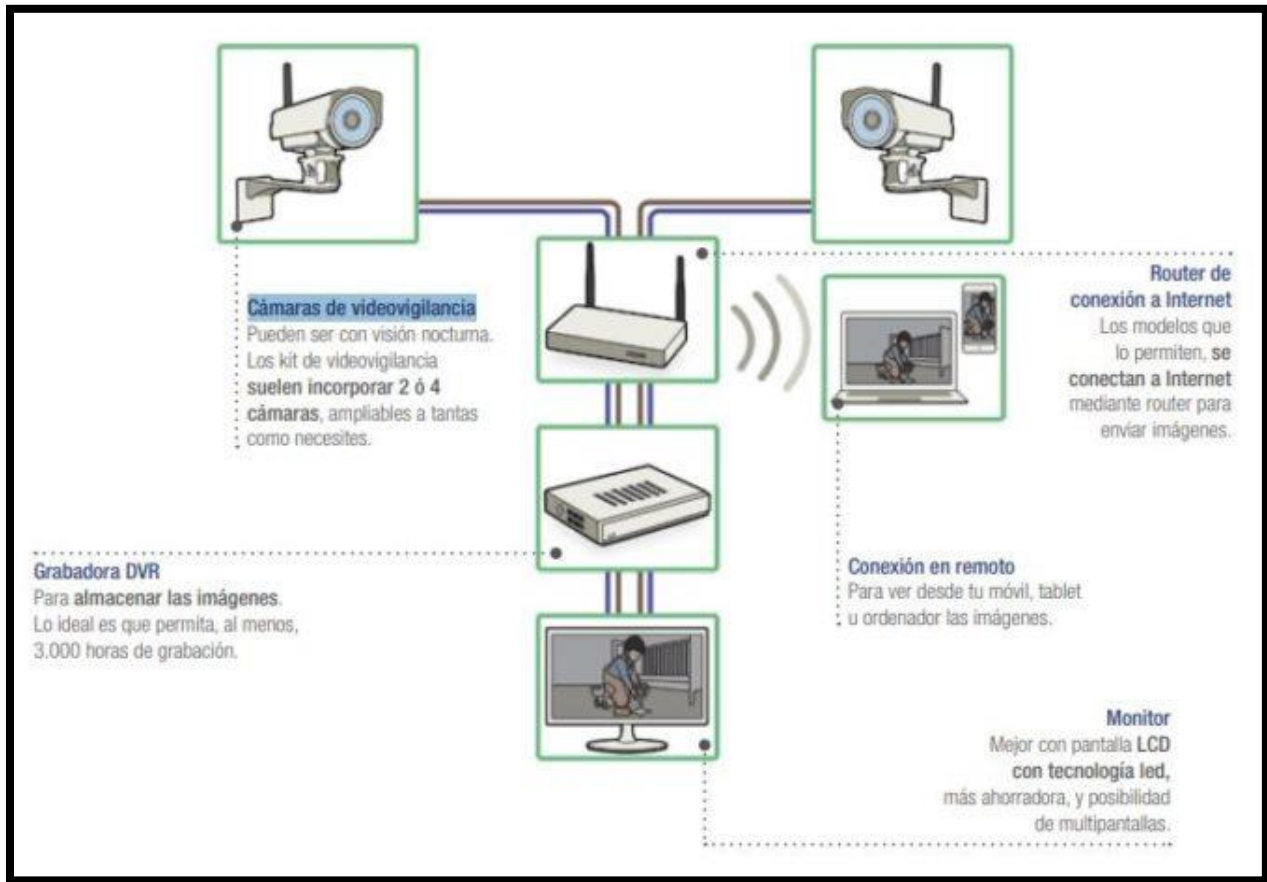 Cámaras de videovigilancia
Pueden ser con visión nocturna.
Los kit de videovigilancia
suelen incorporar 2 ó 4
cámaras, ampliables a tantas
como necesites.
Router de
conexión a Internet
Los modelos que
lo permiten, se
conectan a Internet
mediante router para
enviar imágenes.
Grabadora DVR
Para almacenar las imágenes.
Lo ideal es que permita, al menos,
3.000 horas de grabación.
Conexión en remoto
Para ver desde tu móvil, tablet
u ordenador las imágenes.
Monitor
Mejor con pantalla LCD
con tecnología led,
más ahorradora, y posibilidad
de multipantallas.